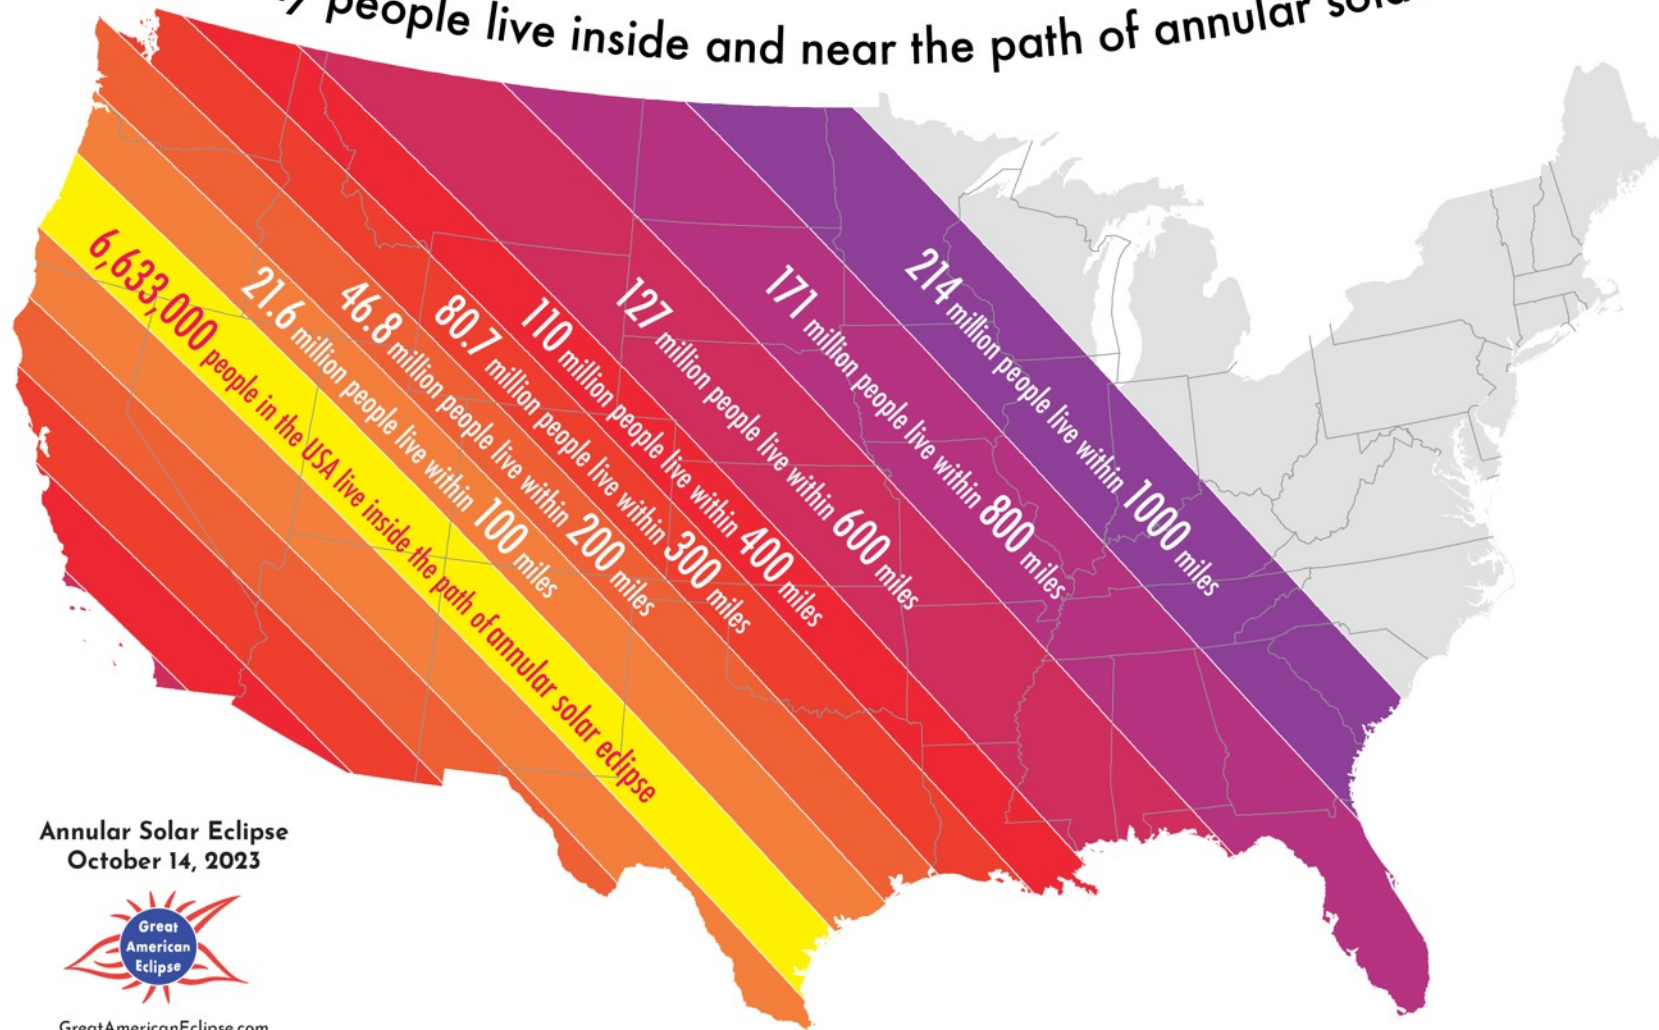 people live inside and near the path of annular
6,633,000 people in the USA live inside the path of annular solar eclipse
21.6 million people live within 100 miles
46.8 million people live within 200 miles
80.7 million people live within 300 miles
110 million people live within 400 miles
127 million people live within 600 miles
171 million people live within 800 miles
214 million people live within 1000 miles
Annular Solar Eclipse
October 14, 2023
Great
American
Eclipse
GreatAmericanEclipse.com